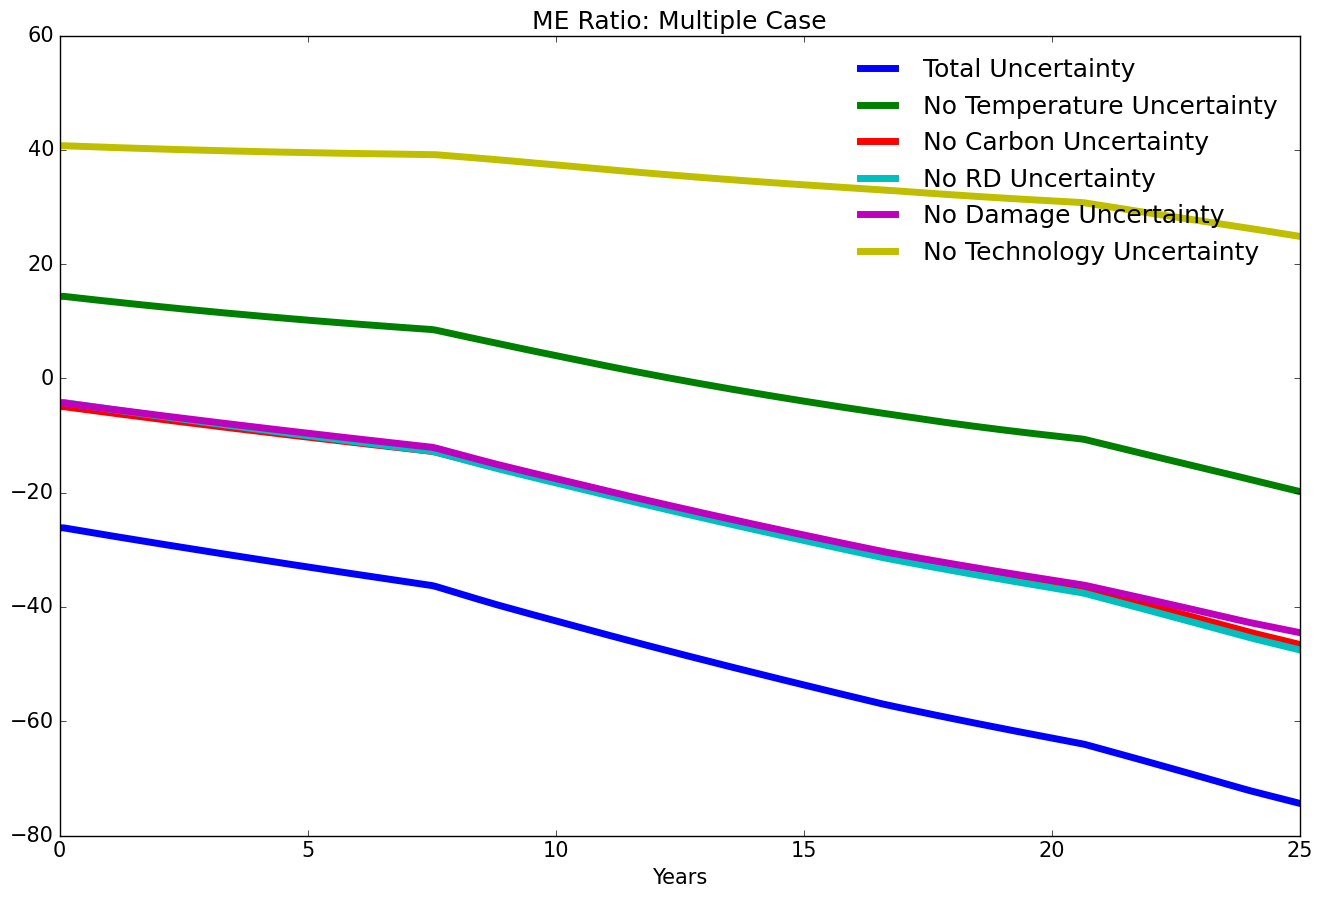 ME Ratio: Multiple Case
60
40
20
0
−20
−40
−60
−80
Total Uncertainty
No Temperature Uncertainty
No Carbon Uncertainty
No RD Uncertainty
No Damage Uncertainty
No Technology Uncertainty
0 5 10 15 20 25
Years